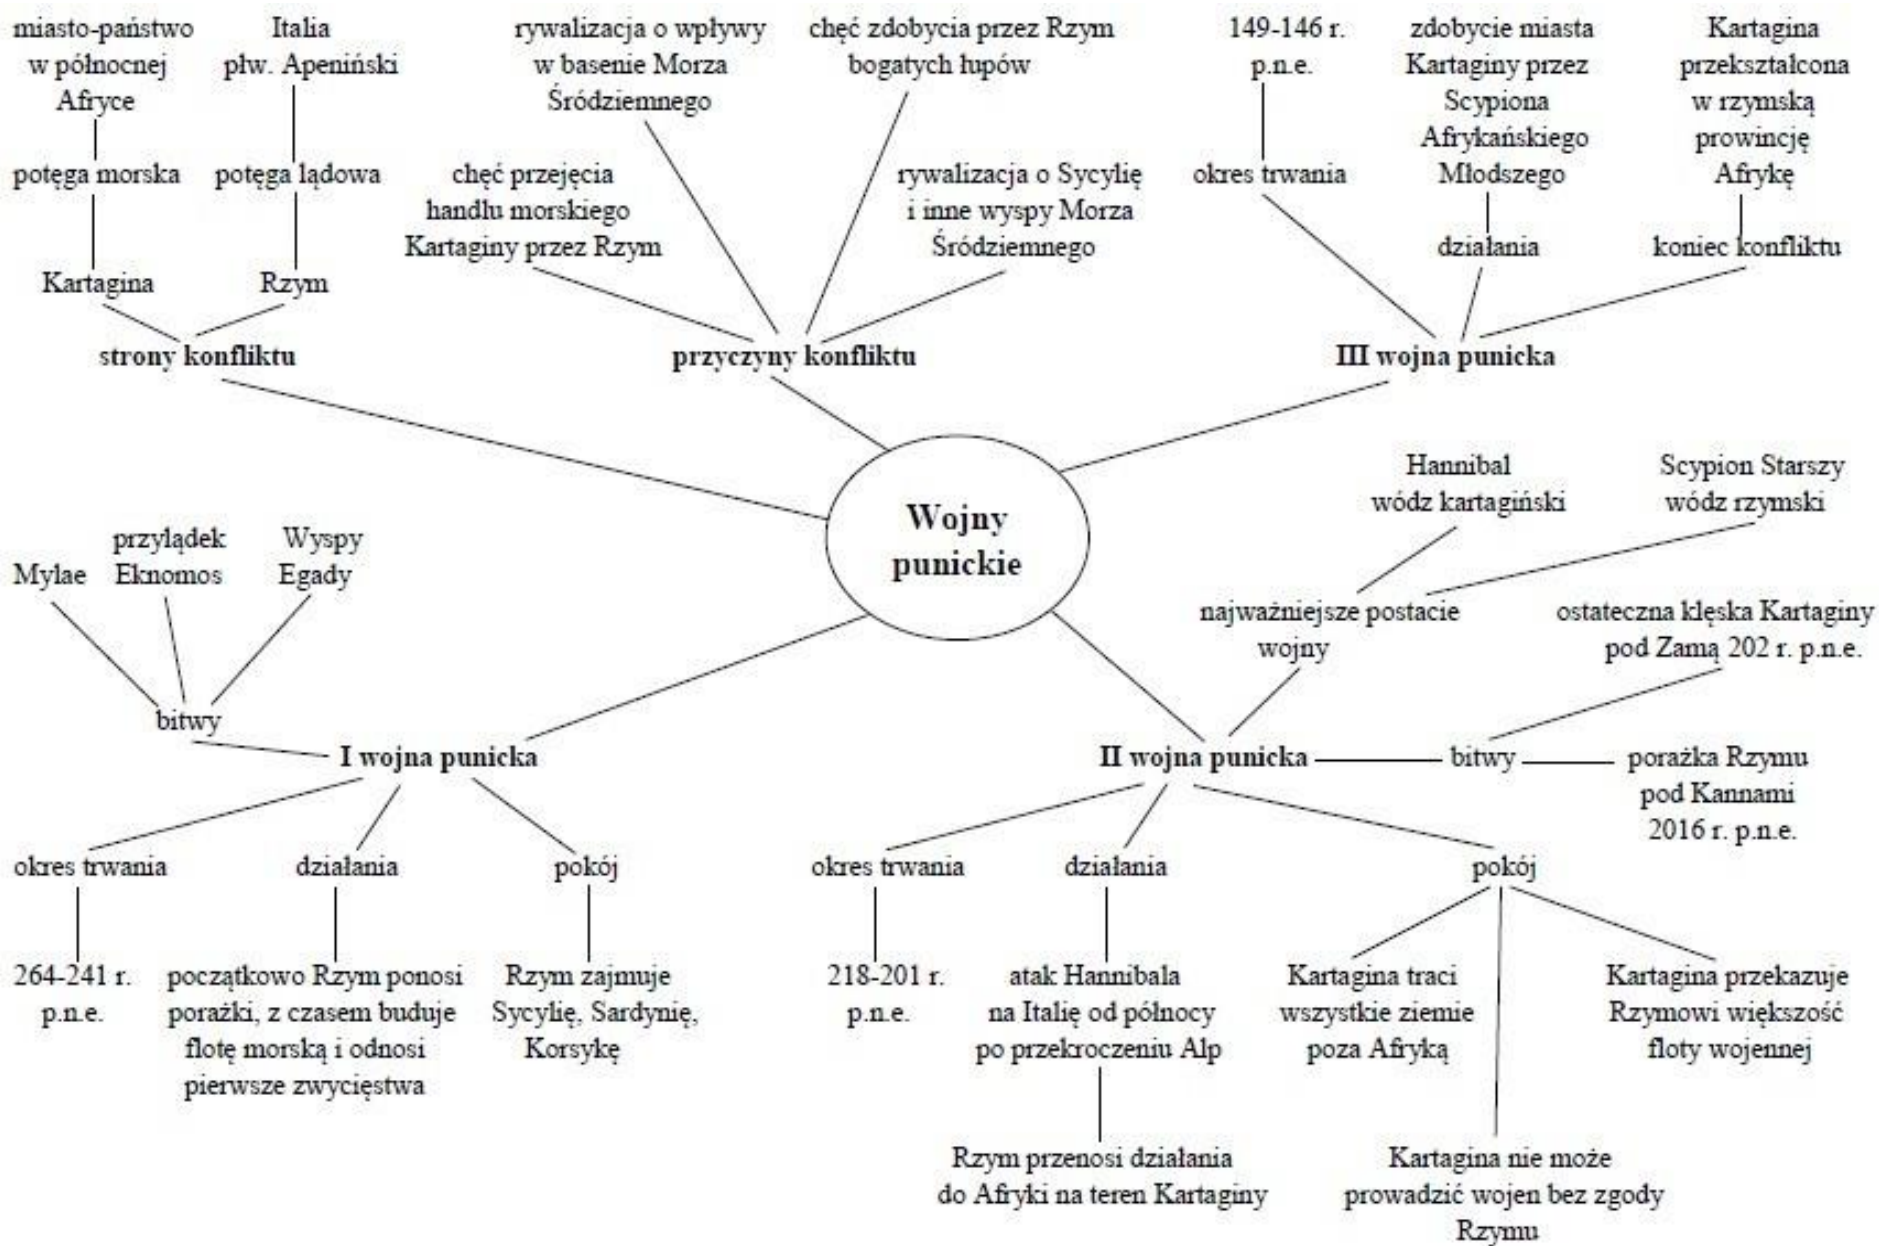 miasto-państwo
w północnej
Afryce
potęga morska
Kartagina
Italia
płw. Apeniński
potęga lądowa
Rzym
strony konfliktu
chęć przejęcia
handlu morskiego
Kartaginy przez Rzym
rywalizacja o wpływy
w basenie Morza
Śródziemnego
chęć zdobycia przez Rzym
bogatych łupów
rywalizacja o Sycylię
i inne wyspy Morza
Śródziemnego
przyczyny konfliktu
149-146 r.
p.n.e.
okres trwania
zdobycie miasta
Kartaginy przez
Scypiona
Afrykańskiego
Młodszego
działania
Kartagina
przekształcona
w rzymską
prowincję
Afrykę
koniec konfliktu
III wojna punicka
Wojny
punickie
Mylae
przylądek
Eknomos
Wyspy
Egady
bitwy
I wojna punicka
okres trwania
264-241 r.
p.n.e.
działania
początkowo Rzym ponosi
porażki, z czasem buduje
flotę morską i odnosi
pierwsze zwycięstwa
pokój
Rzym zajmuje
Sycylię, Sardynię,
Korsykę
Hannibal
wódz kartagiński
Scypion Starszy
wódz rzymski
najważniejsze postacie
wojny
ostateczna klęska Kartaginy
pod Zamą 202 r. p.n.e.
II wojna punicka
bitwy
porażka Rzymu
pod Kannami
2016 r. p.n.e.
okres trwania
218-201 r.
p.n.e.
działania
atak Hannibala
na Italię od północy
po przekroczeniu Alp
Rzym przenosi działania
do Afryki na teren Kartaginy
pokój
Kartagina traci
wszystkie ziemie
poza Afryką
Kartagina nie może
prowadzić wojen bez zgody
Rzymu
Kartagina przekazuje
Rzymowi większość
floty wojennej